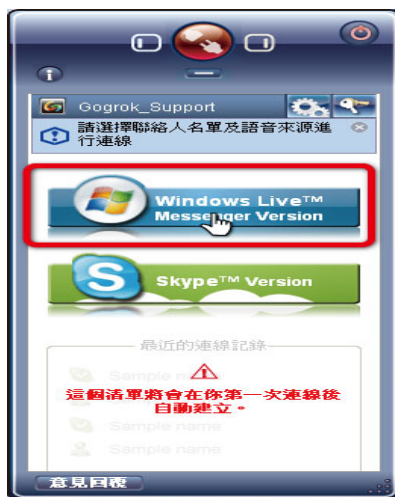 Gogrok_Support
請選擇聯絡人名單及語音來源進
行連線
Windows Live™
Messenger Version
Skype™ Version
最近的連線記錄
Sample name
這個清單將會在你第一次連線後
自動建立。
Sample name
Sample name
意見回覆